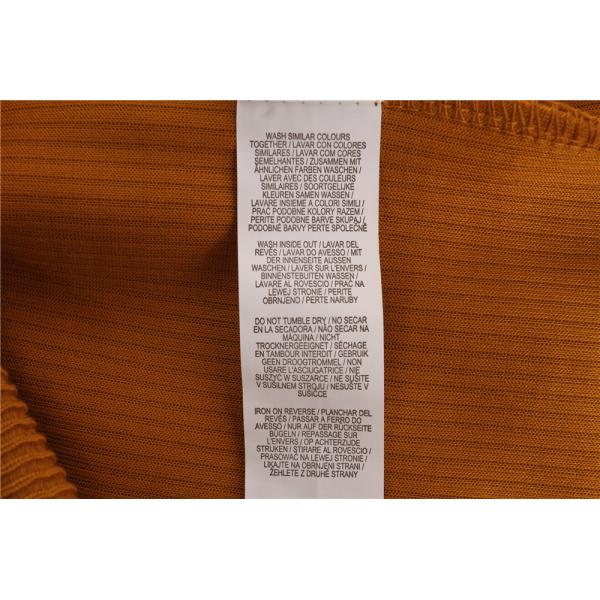 WASH SIMILAR COLOURS
TOGETHER / LAVAR CON COLORES
SIMILARES / LAVAR COM CORES
SEMELHANTES / ZUSAMMEN MIT
ÄHNLICHEN FARBEN WASCHEN /
LAVER AVEC DES COULEURS
SIMILAIRES / SOORTGELIJKE
KLEUREN SAMEN WASSEN /
LAVARE INSIEME A COLORI SIMILI /
PRAĆ PODOBNE KOLORY RAZEM /
PERITE PODOBNE BARVE SKUPAJ /
PODOBNÉ BARVY PERTE SPOLEČNĚ
WASH INSIDE OUT / LAVAR DEL
REVÉS / LAVAR DO AVESSO / MIT
DER INNENSEITE AUSSEN
WASCHEN / LAVER SUR L'ENVERS /
BINNENSTEBUITEN WASSEN /
LAVARE AL ROVESCIO / PRAĆ NA
LEWEJ STRONIE / PERITE
OBRNJENO / PERTE NARUBY
DO NOT TUMBLE DRY / NO SECAR
EN LA SECADORA / NÃO SECAR NA
MÁQUINA / NICHT
TROCKNERGEEIGNET / SÉCHAGE
EN TAMBOUR INTERDIT / GEBRUIK
GEEN DROOGTROMMEL / NON
USARE L'ASCIUGATRICE / NIE
SUSZYĆ W SUSZARCE / NE SUŠITE
V SUŠILNEM STROJU / NESUŠIT V
SUŠIČCE
IRON ON REVERSE / PLANCHAR DEL
REVÉS / PASSAR A FERRO DO
AVESSO / NUR AUF DER RÜCKSEITE
BÜGELN / REPASSAGE SUR
L'ENVERS / OP ACHTERZIJDE
STRIJKEN / STIRARE AL ROVESCIO /
PRASOWAĆ NA LEWEJ STRONIE /
LIKAJTE NA OBRNJENI STRANI /
ŽEHLETE Z DRUHÉ STRANY